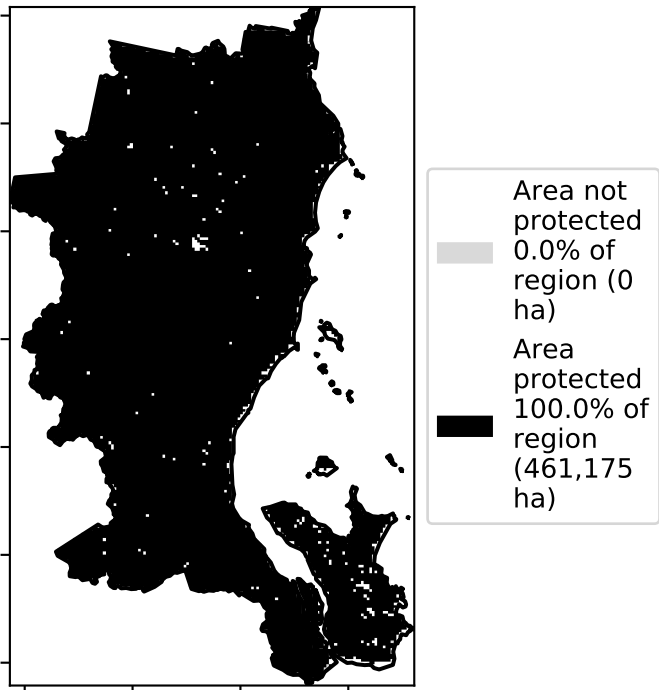 Area not
protected
0.0% of
region (0
ha)
Area
protected
100.0% of
region
(461,175
ha)